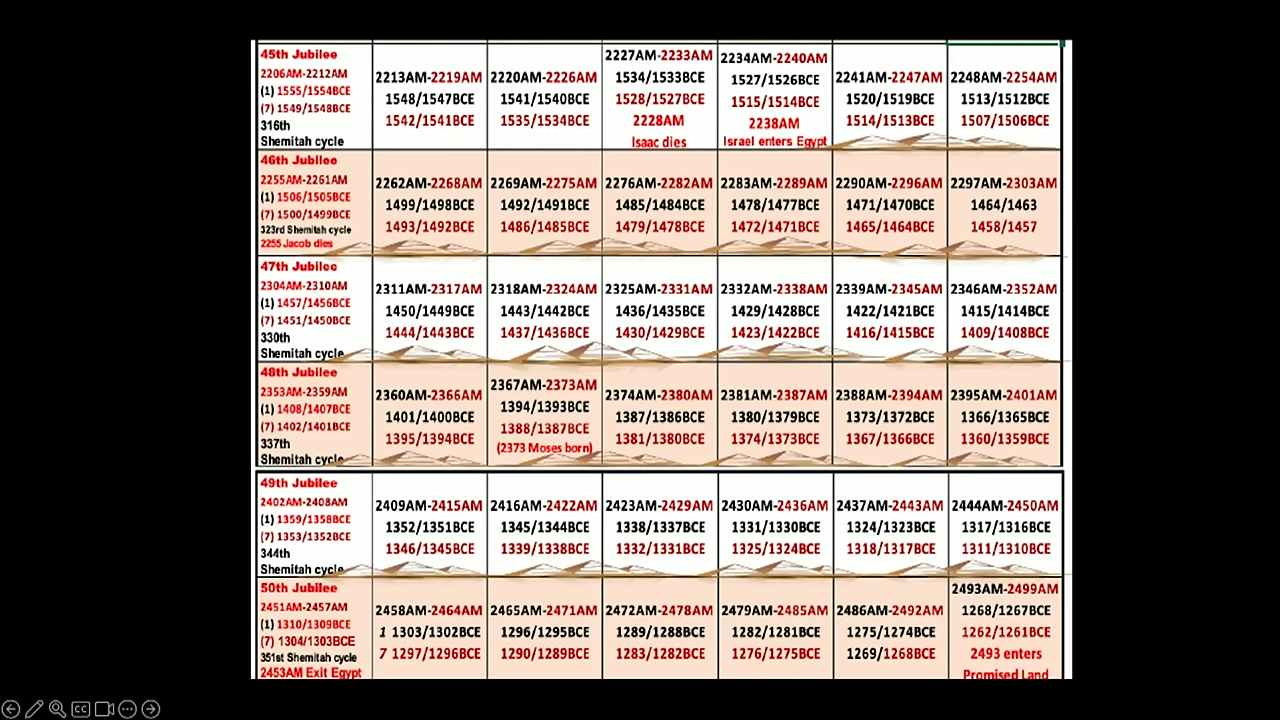 45th Jubilee
2206AM-2212AM
(1) 1555/1554BCE
(7) 1549/1548BCE
316th
Shemitah cycle
2213AM-2219AM
1548/1547BCE
1542/1541BCE
2220AM-2226AM
1541/1540BCE
1535/1534BCE
2227AM-2233AM
1534/1533BCE
1528/1527BCE
2228AM
Isaac dies
2234AM-2240AM
1527/1526BCE
1515/1514BCE
2238AM
Israel enters Egypt
2241AM-2247AM
1520/1519BCE
1514/1513BCE
2248AM-2254AM
1513/1512BCE
1507/1506BCE
46th Jubilee
2255AM-2261AM
(1) 1506/1505BCE
(7) 1500/1499BCE
323rd Shemitah cycle
2255 Jacob dies
2262AM-2268AM
1499/1498BCE
1493/1492BCE
2269AM-2275AM
1492/1491BCE
1486/1485BCE
2276AM-2282AM
1485/1484BCE
1479/1478BCE
2283AM-2289AM
1478/1477BCE
1472/1471BCE
2290AM-2296AM
1471/1470BCE
1465/1464BCE
2297AM-2303AM
1464/1463
1458/1457
47th Jubilee
2304AM-2310AM
(1) 1457/1456BCE
(7) 1451/1450BCE
330th
Shemitah cycle
2311AM-2317AM
1450/1449BCE
1444/1443BCE
2318AM-2324AM
1443/1442BCE
1437/1436BCE
2325AM-2331AM
1436/1435BCE
1430/1429BCE
2332AM-2338AM
1429/1428BCE
1423/1422BCE
2339AM-2345AM
1422/1421BCE
1416/1415BCE
2346AM-2352AM
1415/1414BCE
1409/1408BCE
48th Jubilee
2353AM-2359AM
(1) 1408/1407BCE
(7) 1402/1401BCE
337th
Shemitah cycle
2360AM-2366AM
1401/1400BCE
1395/1394BCE
2367AM-2373AM
1394/1393BCE
1388/1387BCE
(2373 Moses born)
2374AM-2380AM
1387/1386BCE
1381/1380BCE
2381AM-2387AM
1380/1379BCE
1374/1373BCE
2388AM-2394AM
1373/1372BCE
1367/1366BCE
2395AM-2401AM
1366/1365BCE
1360/1359BCE
49th Jubilee
2402AM-2408AM
(1) 1359/1358BCE
(7) 1353/1352BCE
344th
Shemitah cycle
2409AM-2415AM
1352/1351BCE
1346/1345BCE
2416AM-2422AM
1345/1344BCE
1339/1338BCE
2423AM-2429AM
1338/1337BCE
1332/1331BCE
2430AM-2436AM
1331/1330BCE
1325/1324BCE
2437AM-2443AM
1324/1323BCE
1318/1317BCE
2444AM-2450AM
1317/1316BCE
1311/1310BCE
50th Jubilee
2451AM-2457AM
(1) 1310/1309BCE
(7) 1304/1303BCE
351st Shemitah cycle
2453AM Exit Egypt
2458AM-2464AM
1 1303/1302BCE
7 1297/1296BCE
2465AM-2471AM
1296/1295BCE
1290/1289BCE
2472AM-2478AM
1289/1288BCE
1283/1282BCE
2479AM-2485AM
1282/1281BCE
1276/1275BCE
2486AM-2492AM
1275/1274BCE
1269/1268BCE
2493AM-2499AM
1268/1267BCE
1262/1261BCE
2493 enters
Promised Land
CC